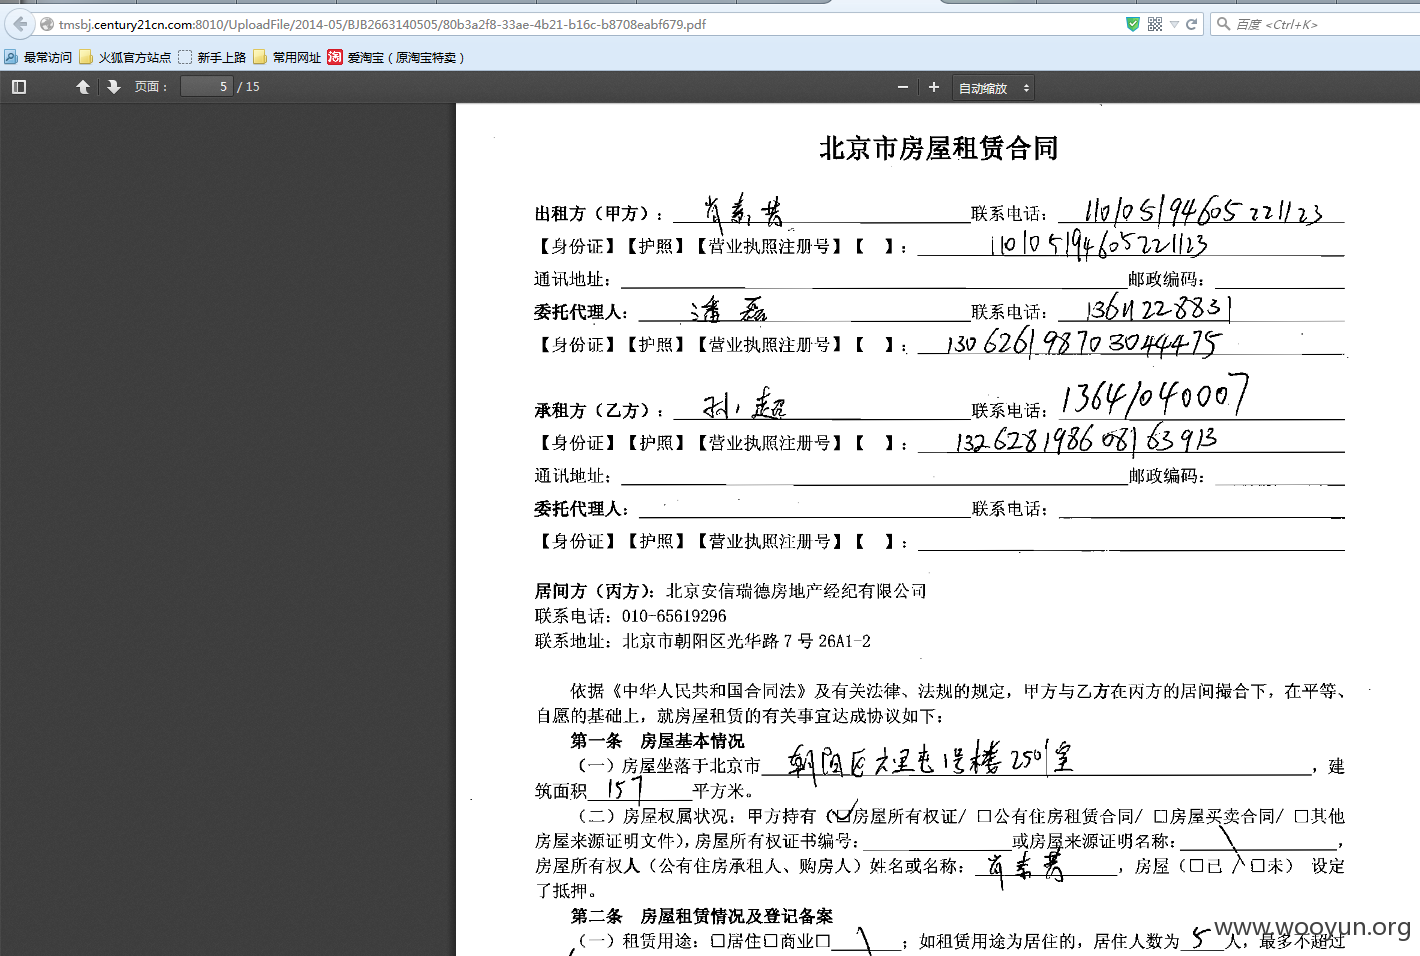 tmsbj.century21cn.com:8010/UploadFile/2014-05/BJB2663140505/80b3a2f8-33ae-4b21-b16c-b8708eabf679.pdf
百度 <Ctrl+K>
最常访问 火狐官方站点 新手上路 常用网址 淘 爱淘宝（原淘宝特卖）
页面： 5 / 15 自动缩放
北京市房屋租赁合同
出租方（甲方）： 联系电话： 110105194605221123
【身份证】【护照】【营业执照注册号】【 】： 110105194605221123
通讯地址： 邮政编码：
委托代理人： 潘磊 联系电话：
【身份证】【护照】【营业执照注册号】【 】：
承租方（乙方）： 孙超 联系电话： 13641040007
【身份证】【护照】【营业执照注册号】【 】：
通讯地址： 邮政编码：
委托代理人： 联系电话：
【身份证】【护照】【营业执照注册号】【 】：
居间方（丙方）：北京安信瑞德房地产经纪有限公司
联系电话：010-65619296
联系地址：北京市朝阳区光华路 7 号 26A1-2
依据《中华人民共和国合同法》及有关法律、法规的规定，甲方与乙方在丙方的居间撮合下，在平等、
自愿的基础上，就房屋租赁的有关事宜达成协议如下：
第一条 房屋基本情况
（一）房屋坐落于北京市 朝阳区六里屯1号楼2501室 ，建
筑面积 157 平方米。
（二）房屋权属状况：甲方持有（☑房屋所有权证/ □公有住房租赁合同/ □房屋买卖合同/ □其他
房屋来源证明文件），房屋所有权证书编号： 或房屋来源证明名称： ，
房屋所有权人（公有住房承租人、购房人）姓名或名称： ，房屋（□已 / □未） 设定
了抵押。
第二条 房屋租赁情况及登记备案
（一）租赁用途：□居住□商业□ ；如租赁用途为居住的，居住人数为 5 人，最多不超过
www.wooyun.org